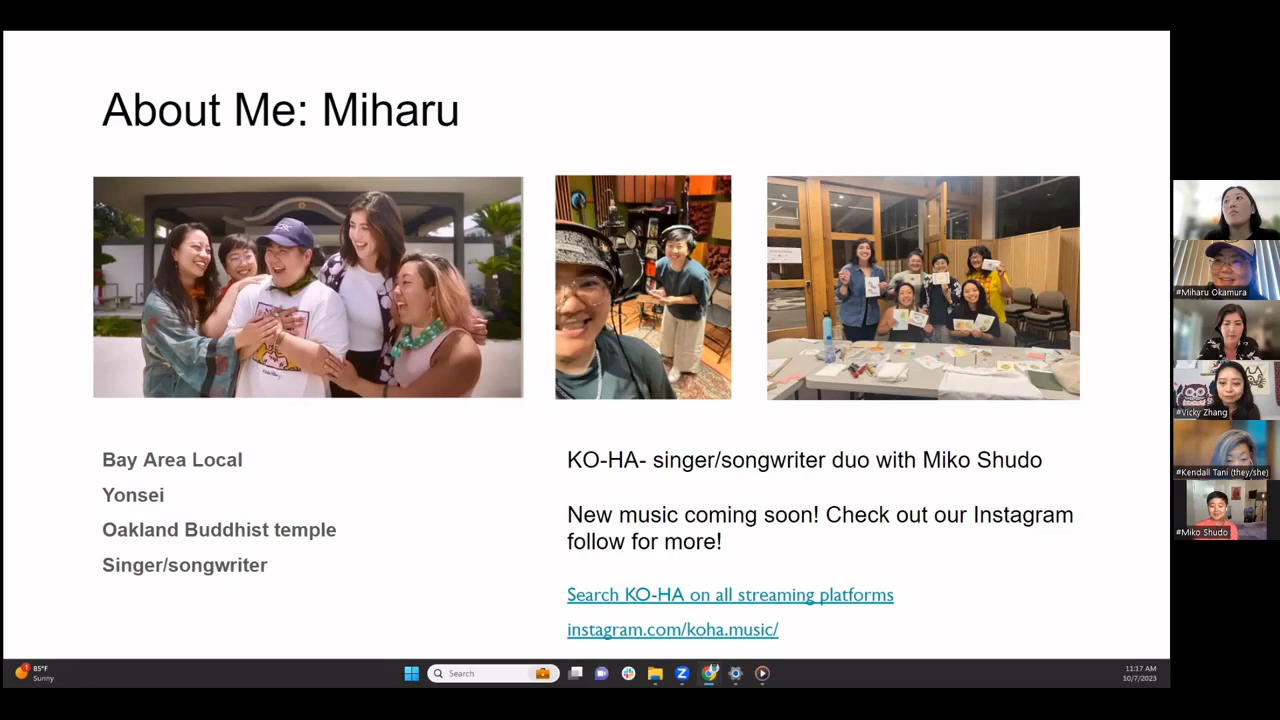 About Me: Miharu
Bay Area Local
Yonsei
Oakland Buddhist temple
Singer/songwriter
KO-HA- singer/songwriter duo with Miko Shudo
New music coming soon! Check out our Instagram
follow for more!
Search KO-HA on all streaming platforms
instagram.com/koha.music/
#Miharu Okamura
#Vicky Zhang
#Kendall Tani (they/she)
#Miko Shudo
1
85°F
Sunny
Search
11:17 AM
10/7/2023